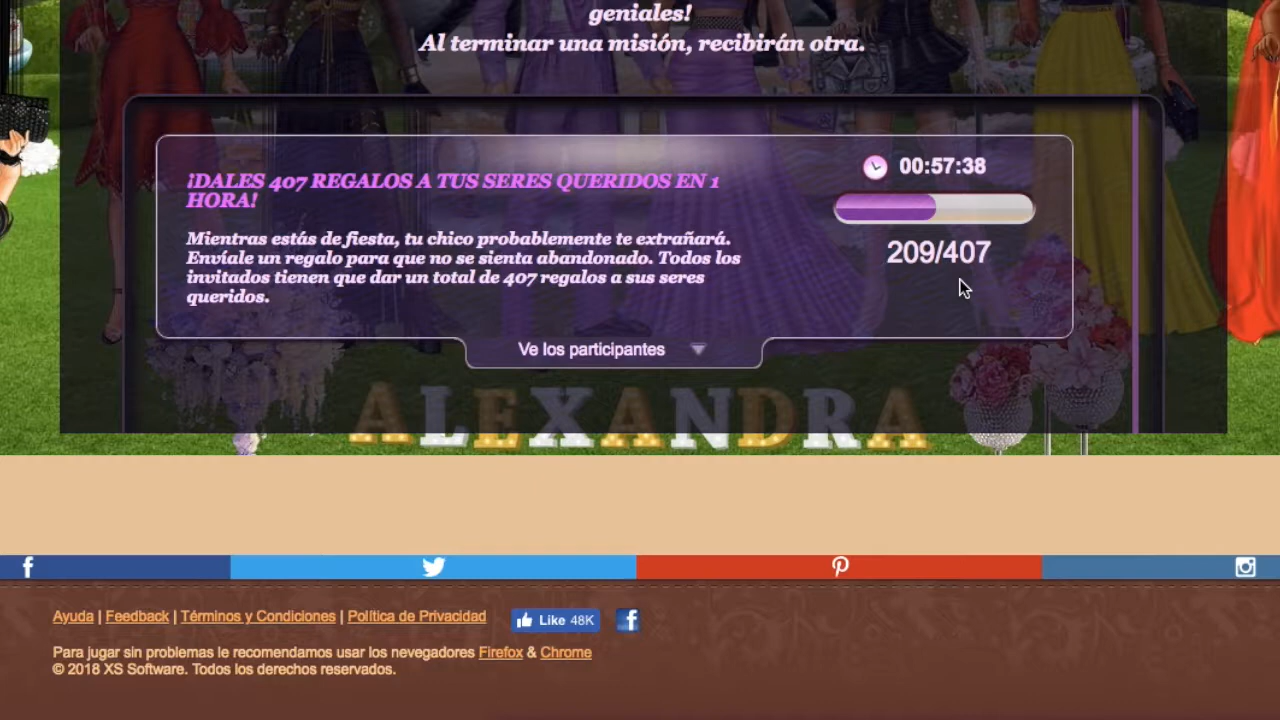 geniales!
Al terminar una misión, recibirán otra.
¡DALES 407 REGALOS A TUS SERES QUERIDOS EN 1
HORA!
Mientras estás de fiesta, tu chico probablemente te extrañará.
Envíale un regalo para que no se sienta abandonado. Todos los
invitados tienen que dar un total de 407 regalos a sus seres
queridos.
00:57:38
209/407
Ve los participantes
ALEXANDRA
Ayuda | Feedback | Términos y Condiciones | Política de Privacidad
Like 48K
Para jugar sin problemas le recomendamos usar los nevegadores Firefox & Chrome
© 2018 XS Software. Todos los derechos reservados.